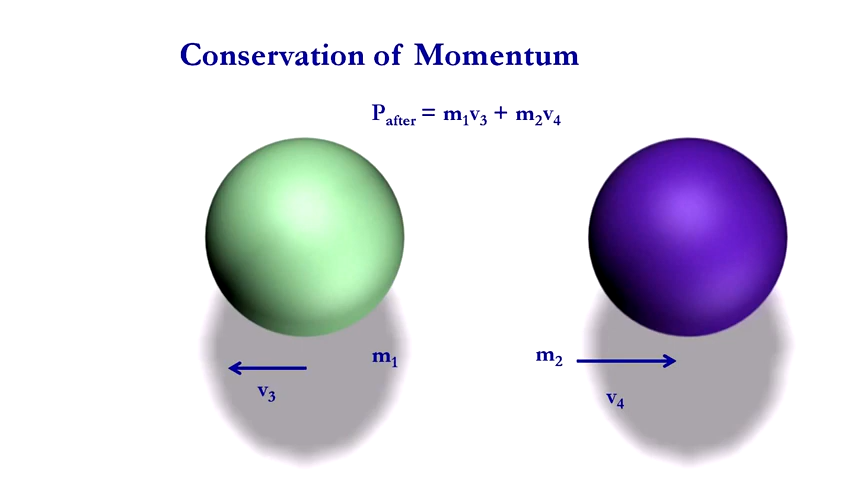 Conservation of Momentum
Pafter = m1v3 + m2v4
m1
m2
v3
v4